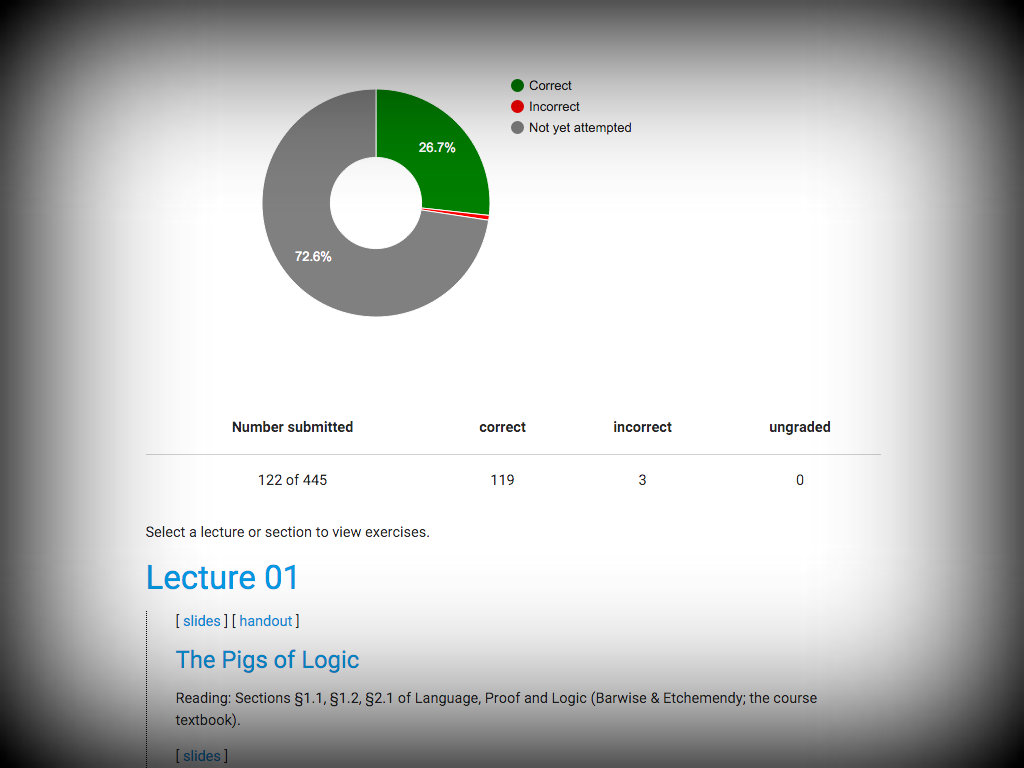 Correct
Incorrect
Not yet attempted
26.7%
72.6%
Number submitted correct incorrect ungraded
122 of 445 119 3 0
Select a lecture or section to view exercises.
Lecture 01
[ slides ] [ handout ]
The Pigs of Logic
Reading: Sections §1.1, §1.2, §2.1 of Language, Proof and Logic (Barwise & Etchemendy; the course
textbook).
[ slides ]